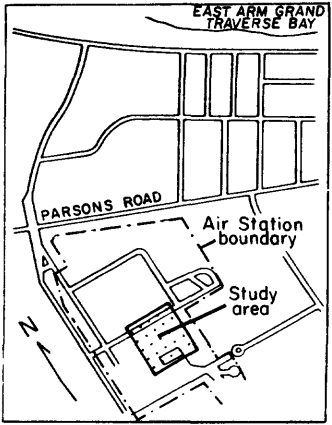 EAST ARM GRAND
TRAVERSE BAY
PARSONS ROAD
Air Station
boundary
Study
area
N